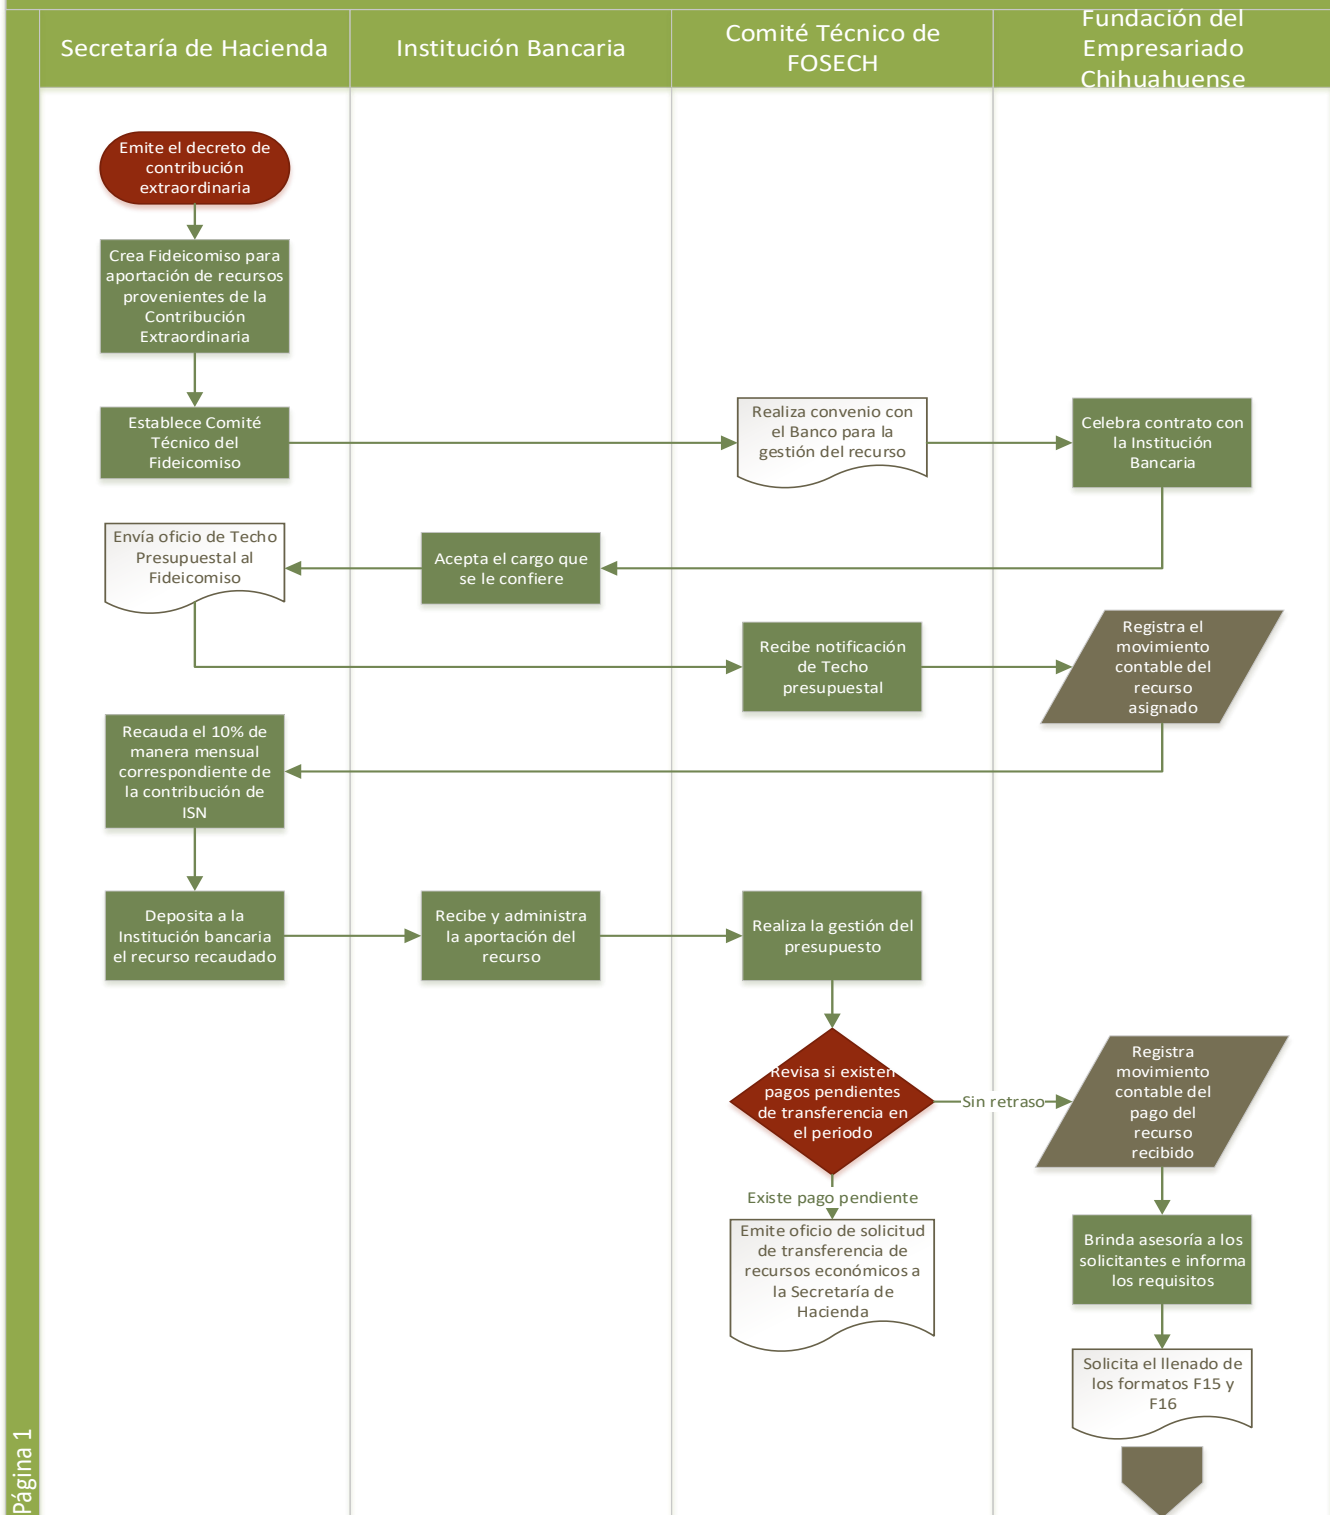 Secretaría de Hacienda
Institución Bancaria
Comité Técnico de
FOSECH
Fundación del
Empresariado
Chihuahuense
Emite el decreto de
contribución
extraordinaria
Crea Fideicomiso para
aportación de recursos
provenientes de la
Contribución
Extraordinaria
Establece Comité
Técnico del
Fideicomiso
Realiza convenio con
el Banco para la
gestión del recurso
Celebra contrato con
la Institución
Bancaria
Envía oficio de Techo
Presupuestal al
Fideicomiso
Acepta el cargo que
se le confiere
Recibe notificación
de Techo
presupuestal
Registra el
movimiento
contable del
recurso
asignado
Recauda el 10% de
manera mensual
correspondiente de
la contribución de
ISN
Deposita a la
Institución bancaria
el recurso recaudado
Recibe y administra
la aportación del
recurso
Realiza la gestión del
presupuesto
Revisa si existen
pagos pendientes
de transferencia en
el periodo
Sin retraso
Registra
movimiento
contable del
pago del
recurso
recibido
Existe pago pendiente
Emite oficio de solicitud
de transferencia de
recursos económicos a
la Secretaría de
Hacienda
Brinda asesoría a los
solicitantes e informa
los requisitos
Solicita el llenado de
los formatos F15 y
F16
Página 1